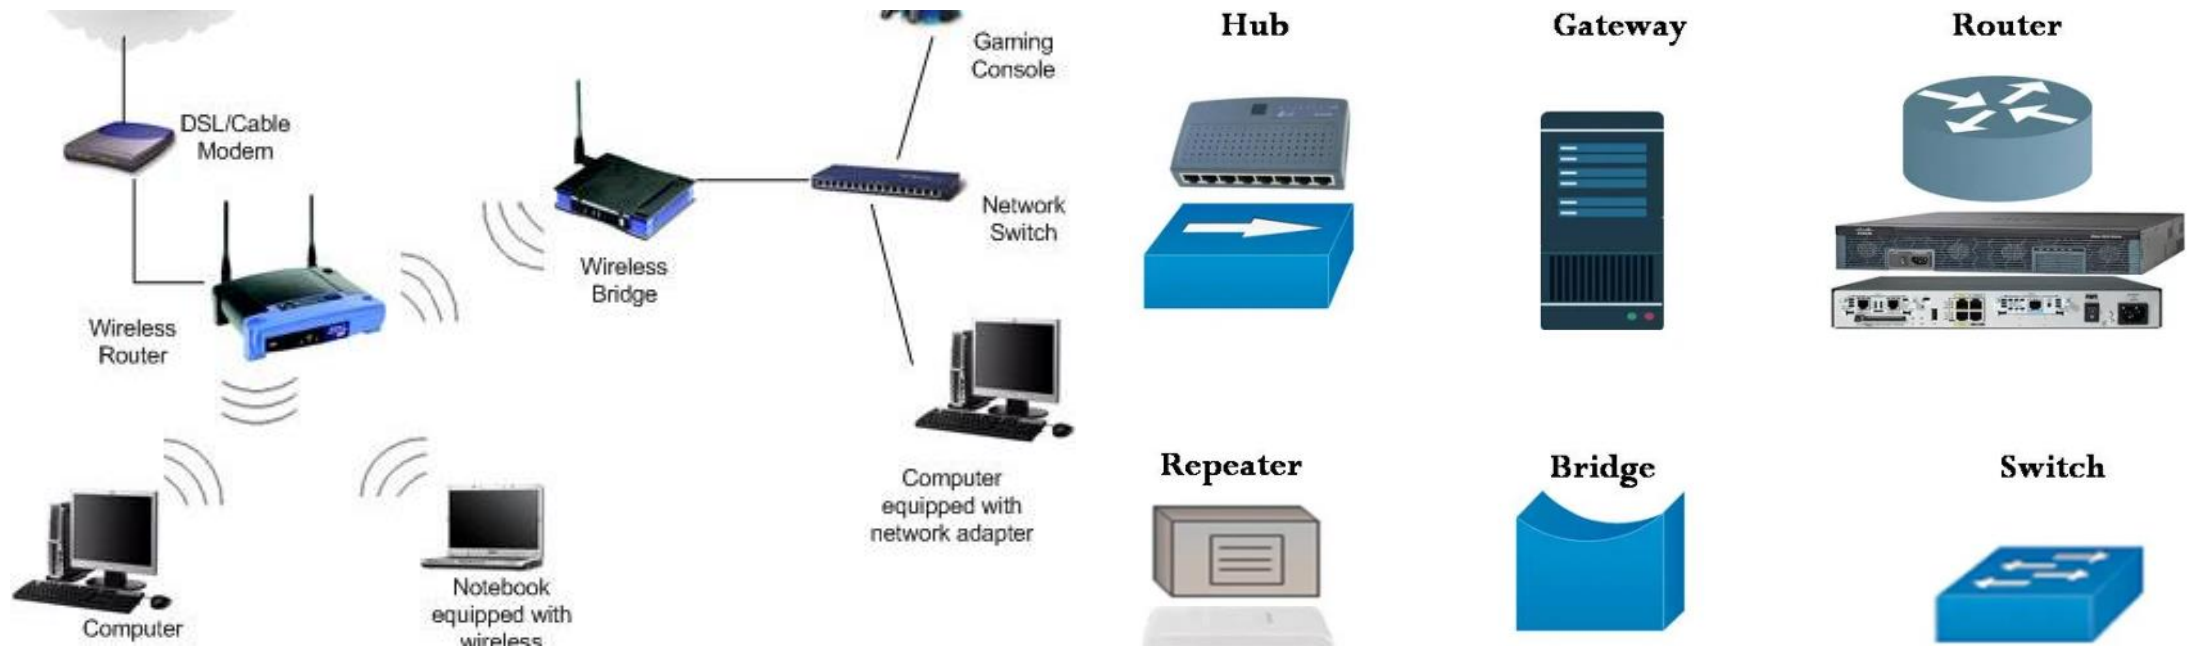 Gaming
Console
DSL/Cable
Modem
Network
Switch
Wireless
Bridge
Wireless
Router
Computer
equipped with
network adapter
Notebook
equipped with
wireless
Computer
Hub
Gateway
Router
Repeater
Bridge
Switch